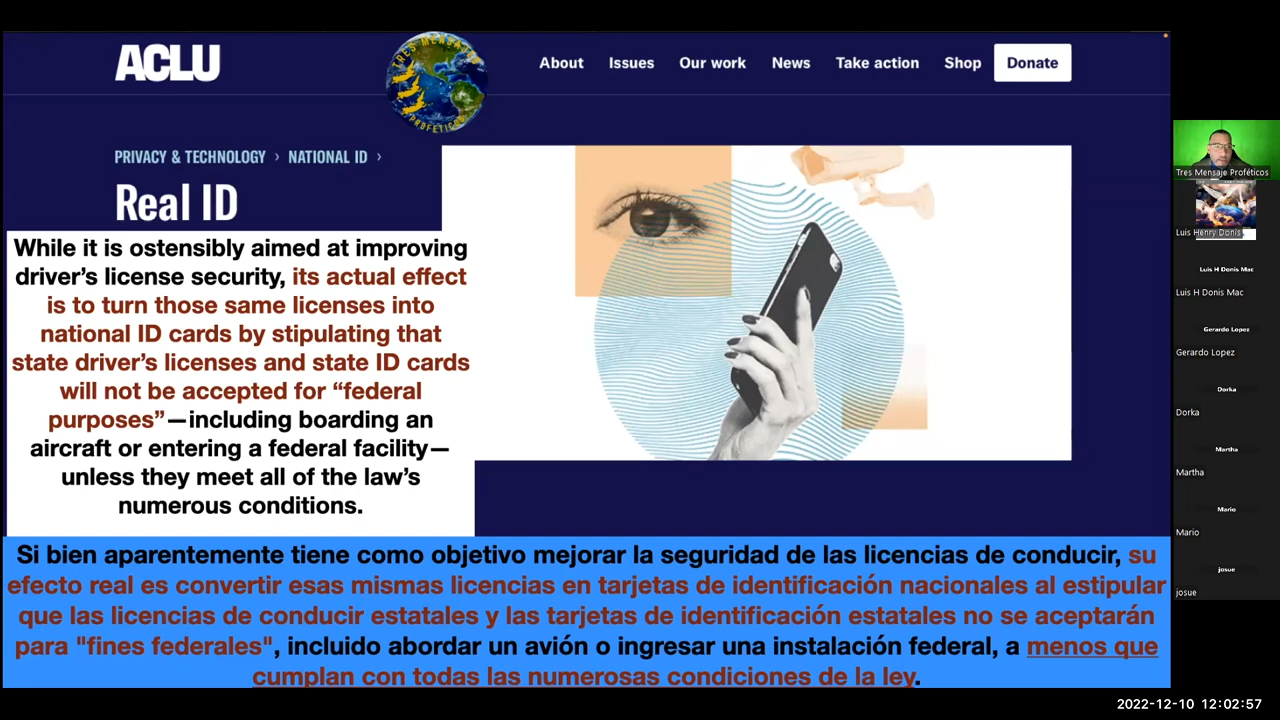 ACLU
TRES MENSAJES
PROFÉTICOS
About Issues Our work News Take action Shop Donate
PRIVACY & TECHNOLOGY › NATIONAL ID ›
Real ID
While it is ostensibly aimed at improving
driver’s license security, its actual effect
is to turn those same licenses into
national ID cards by stipulating that
state driver’s licenses and state ID cards
will not be accepted for “federal
purposes”—including boarding an
aircraft or entering a federal facility—
unless they meet all of the law’s
numerous conditions.
Si bien aparentemente tiene como objetivo mejorar la seguridad de las licencias de conducir, su
efecto real es convertir esas mismas licencias en tarjetas de identificación nacionales al estipular
que las licencias de conducir estatales y las tarjetas de identificación estatales no se aceptarán
para "fines federales", incluido abordar un avión o ingresar una instalación federal, a menos que
cumplan con todas las numerosas condiciones de la ley.
Tres Mensaje Proféticos
Luis Henry Donis
Luis H Donis Mac
Luis H Donis Mac
Gerardo Lopez
Gerardo Lopez
Dorka
Dorka
Martha
Martha
Mario
Mario
josue
josue
2022-12-10 12:02:57